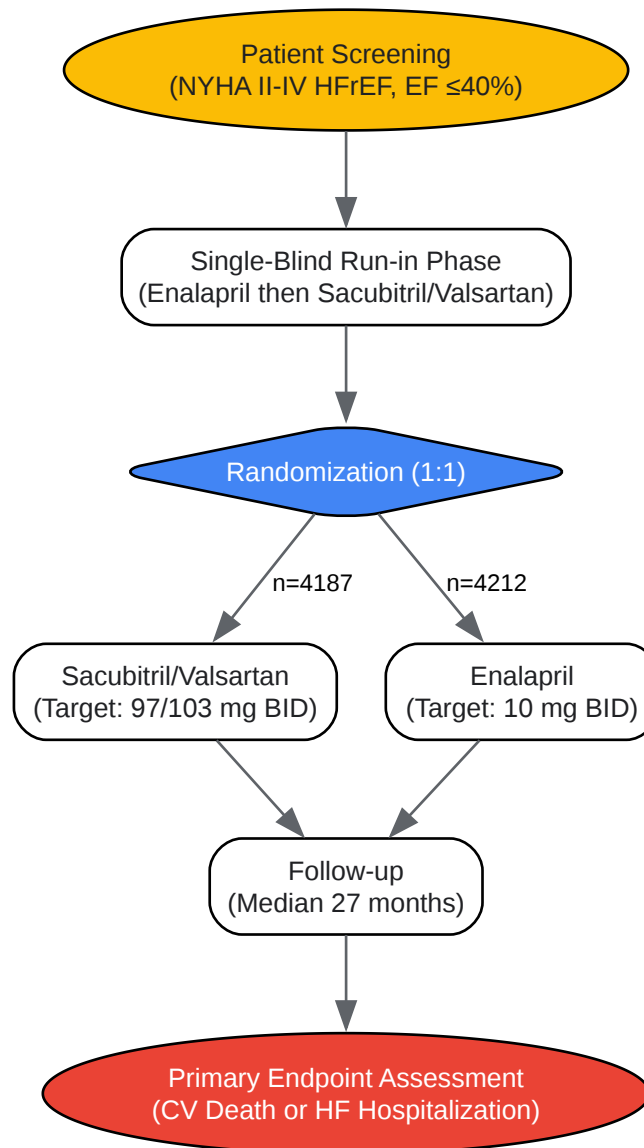 Patient Screening
(NYHA II-IV HFrEF, EF ≤40%)
Single-Blind Run-in Phase
(Enalapril then Sacubitril/Valsartan)
Randomization (1:1)
n=4187
n=4212
Sacubitril/Valsartan
(Target: 97/103 mg BID)
Enalapril
(Target: 10 mg BID)
Follow-up
(Median 27 months)
Primary Endpoint Assessment
(CV Death or HF Hospitalization)